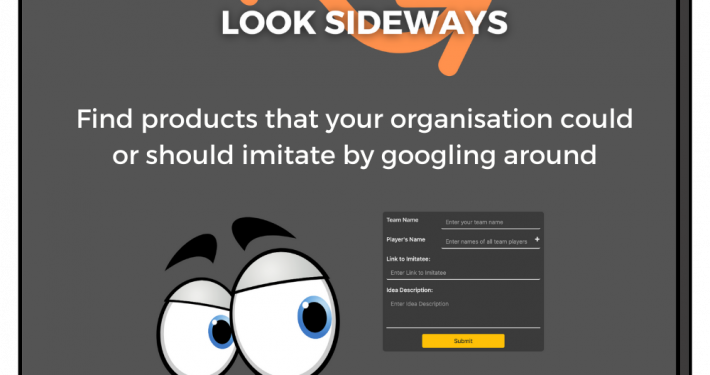 LOOK SIDEWAYS
Find products that your organisation could
or should imitate by googling around
Team Name
Enter your team name
Player's Name
Enter names of all team players +
Link to Imitatee:
Enter Link to Imitatee
Idea Description:
Enter Idea Description
Submit